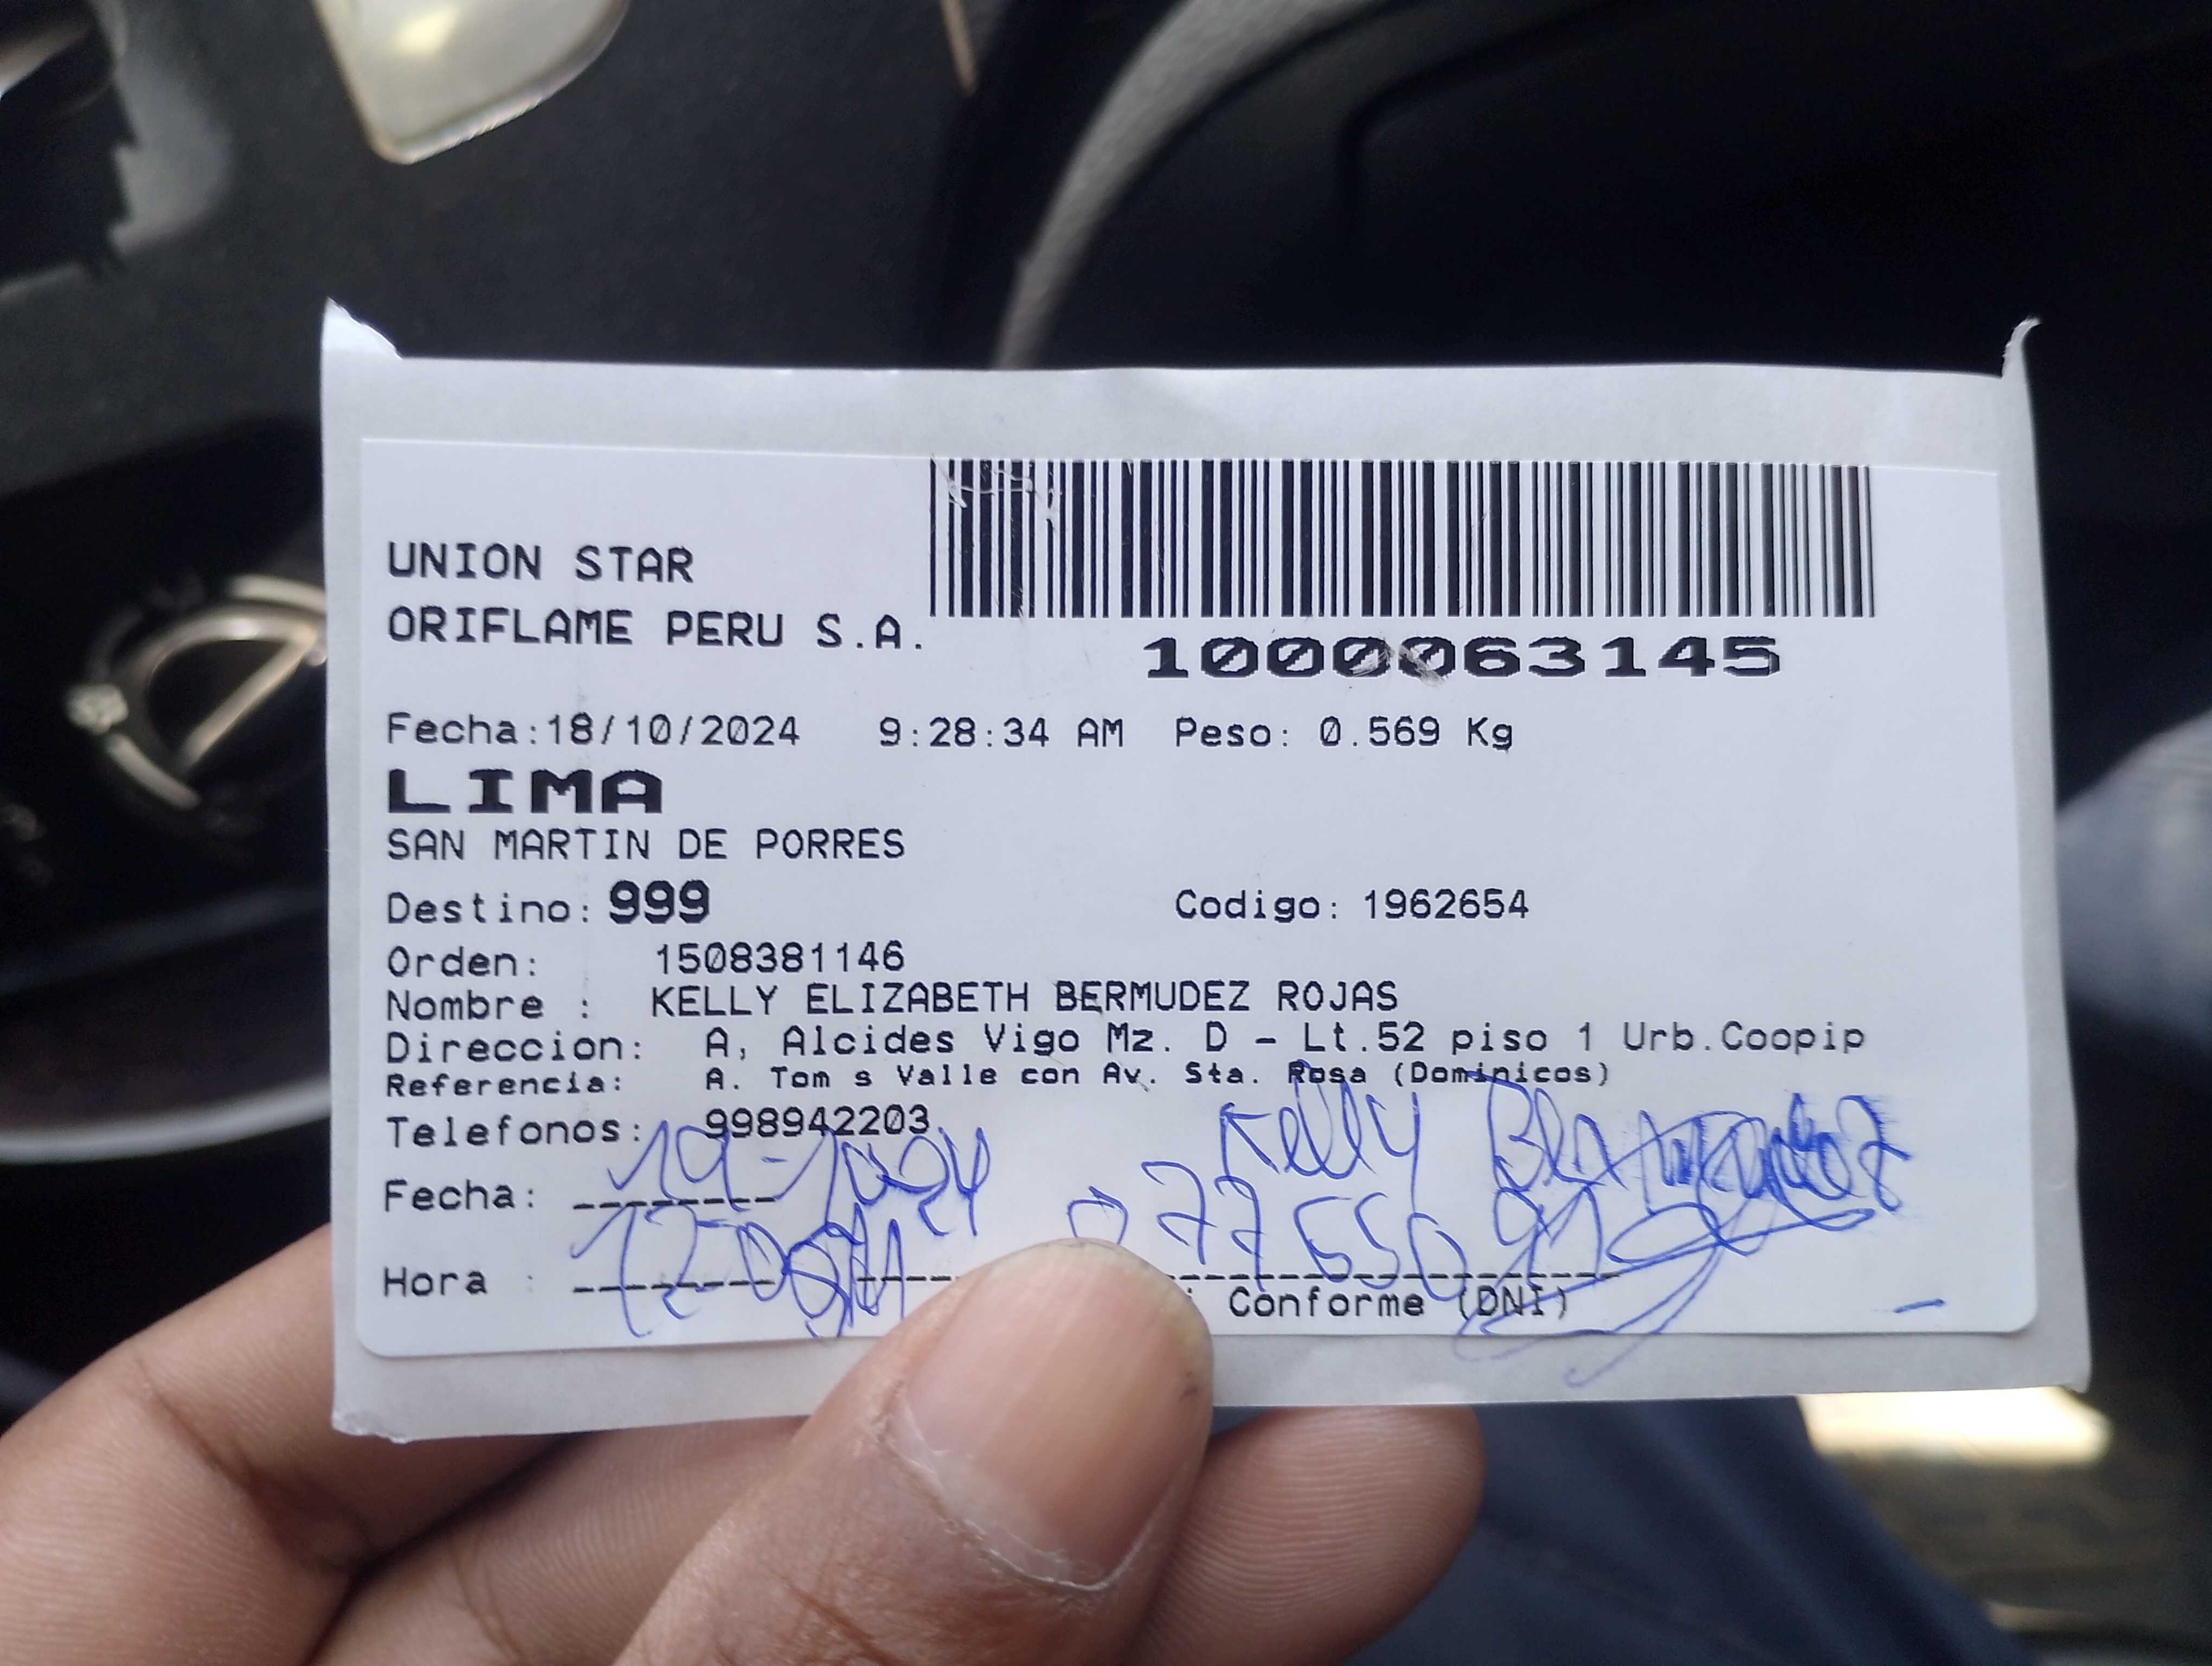 UNION STAR
ORIFLAME PERU S.A.
1000063145
Fecha:18/10/2024 9:28:34 AM Peso: 0.569 Kg
LIMA
SAN MARTIN DE PORRES
Destino: 999 Codigo: 1962654
Orden: 1508381146
Nombre : KELLY ELIZABETH BERMUDEZ ROJAS
Direccion: A, Alcides Vigo Mz. D - Lt.52 piso 1 Urb.Coopip
Referencia: A. Tom s Valle con Av. Sta. Rosa (Dominicos)
Telefonos: 998942203
Kelly
Fecha:
Hora :
Conforme (DNI)